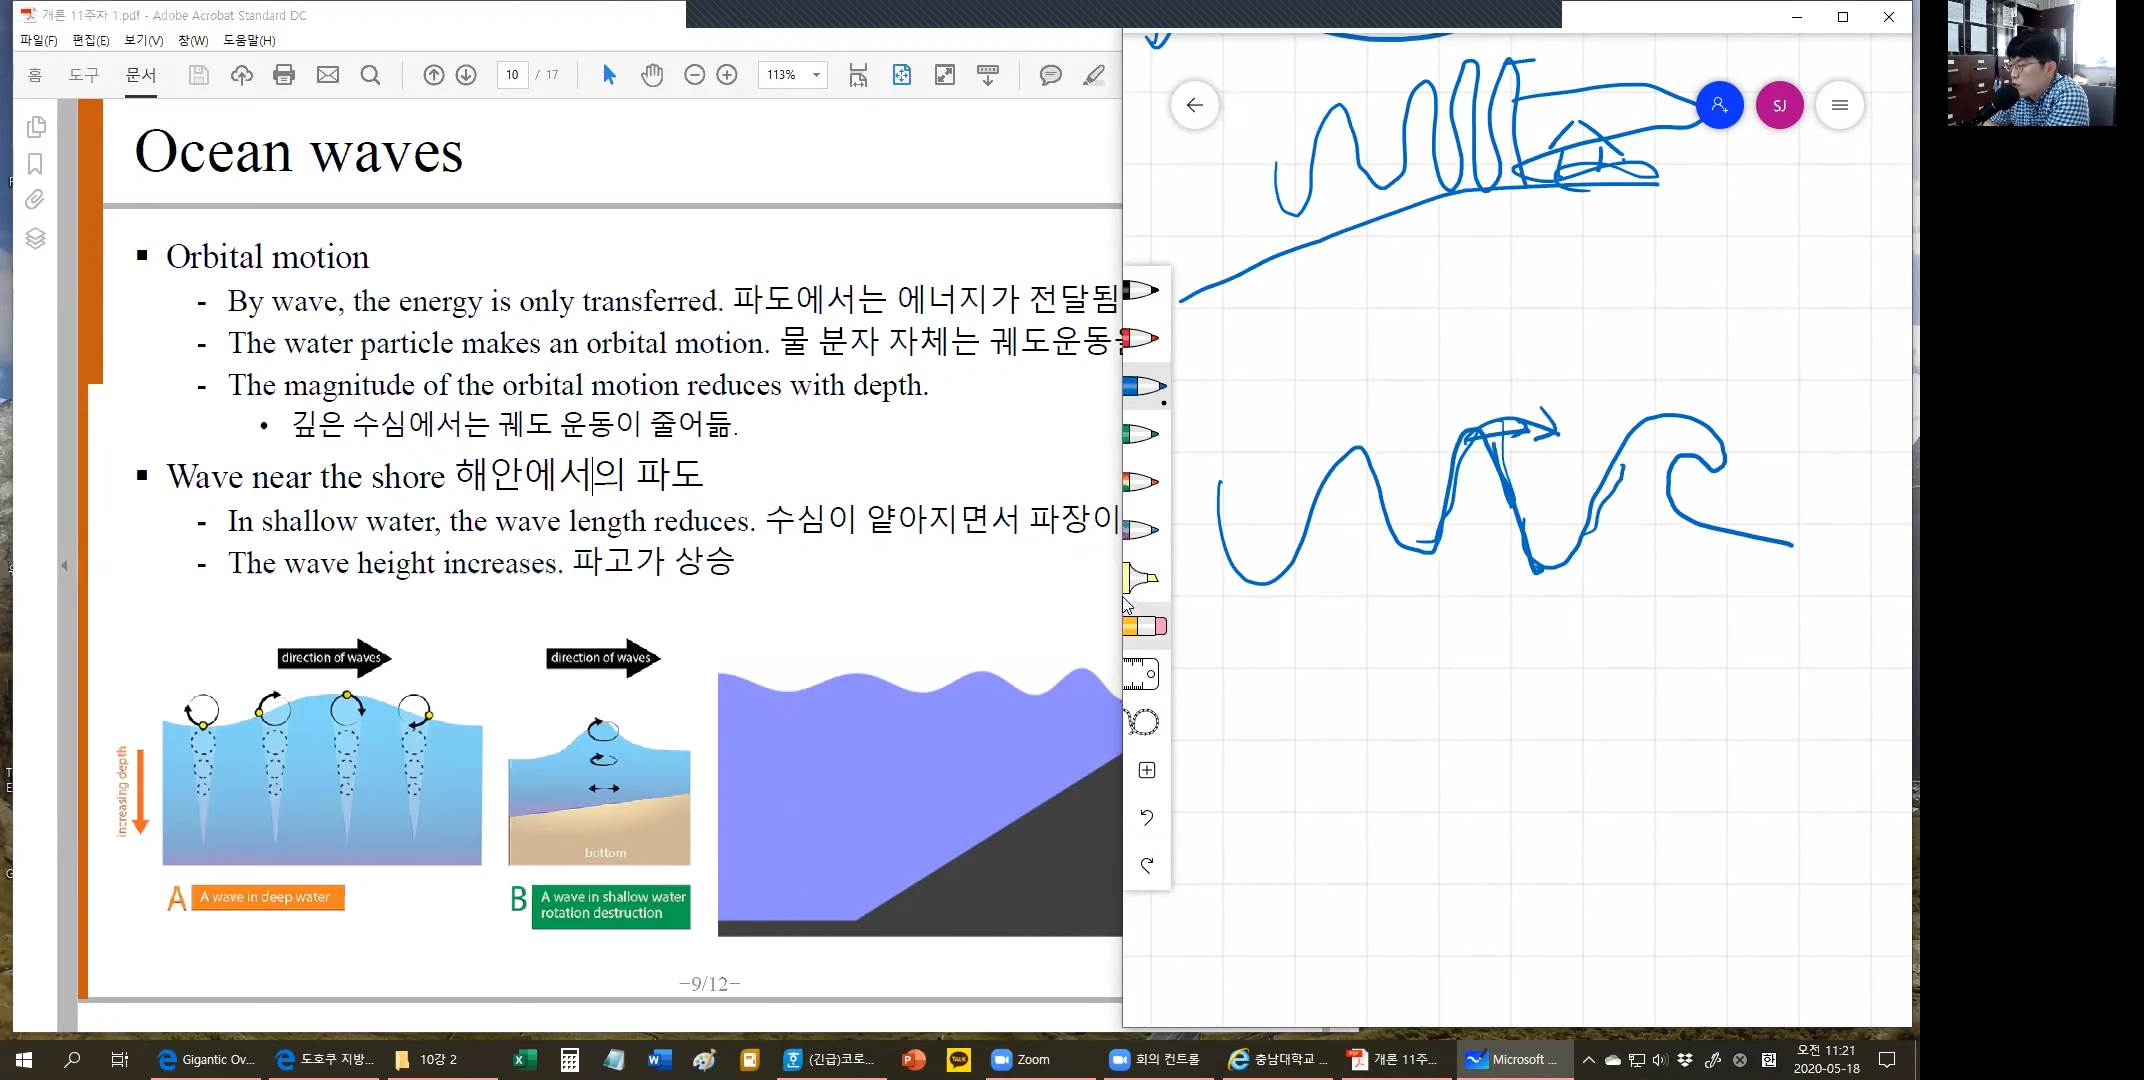 개론 11주자 1.pdf - Adobe Acrobat Standard DC
파일(F) 편집(E) 보기(V) 창(W) 도움말(H)
홈 도구 문서 10 / 17 113%
SJ
Ocean waves
▪ Orbital motion
- By wave, the energy is only transferred. 파도에서는 에너지가 전달됨
- The water particle makes an orbital motion. 물 분자 자체는 궤도운동
- The magnitude of the orbital motion reduces with depth.
• 깊은 수심에서는 궤도 운동이 줄어듦.
▪ Wave near the shore 해안에서의 파도
- In shallow water, the wave length reduces. 수심이 얕아지면서 파장이
- The wave height increases. 파고가 상승
direction of waves
direction of waves
increasing depth
bottom
A A wave in deep water
B A wave in shallow water
rotation destruction
−9/12−
Gigantic Ov... 도호쿠 지방... 10강 2 (긴급)코로... Zoom 회의 컨트롤 충남대학교 ... 개론 11주... Microsoft ... 한
오전 11:21
2020-05-18